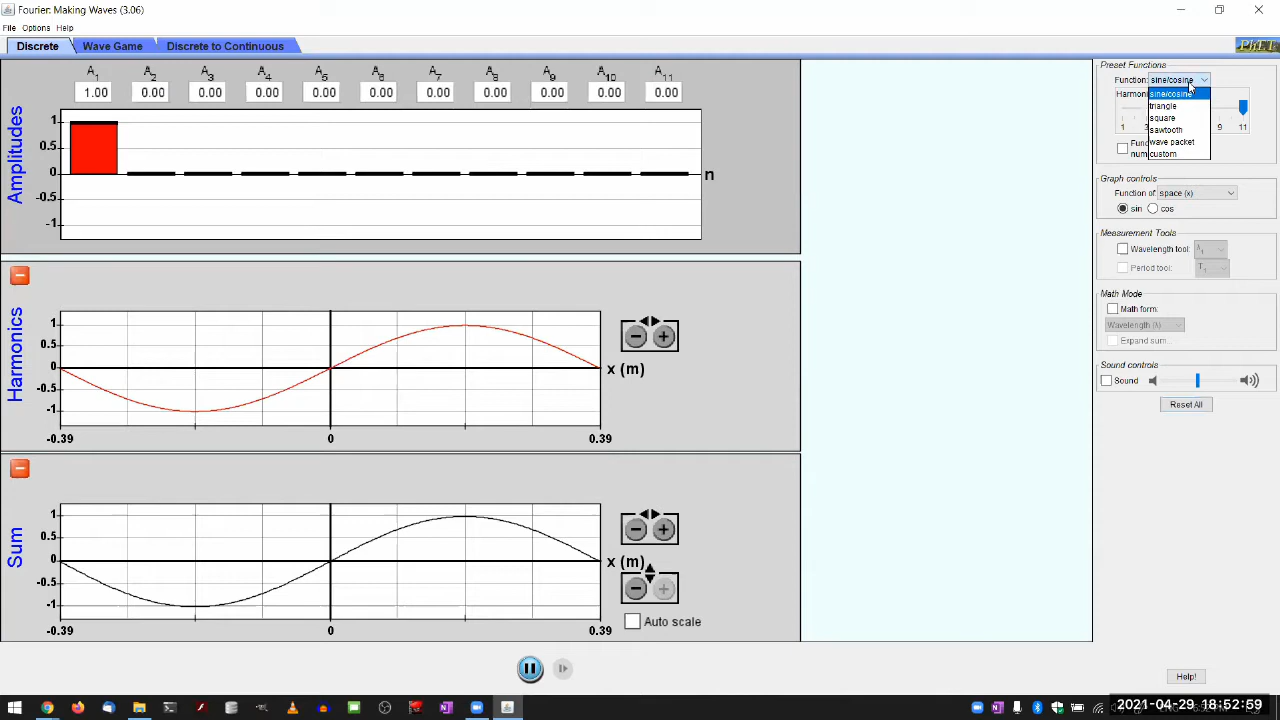 Fourier: Making Waves (3.06)
File Options Help
Discrete Wave Game Discrete to Continuous
PhET
Amplitudes
A1 A2 A3 A4 A5 A6 A7 A8 A9 A10 A11
1.00 0.00 0.00 0.00 0.00 0.00 0.00 0.00 0.00 0.00 0.00
1
0.5
0
-0.5
-1
n
Harmonics
1
0.5
0
-0.5
-1
x (m)
-0.39 0 0.39
Sum
1
0.5
0
-0.5
-1
x (m)
-0.39 0 0.39
Auto scale
Preset Functions
Function: sine/cosine
sine/cosine
triangle
square
sawtooth
wave packet
custom
Harmon
1 9 11
Func
num
Graph controls
Function of space (x)
sin cos
Measurement Tools
Wavelength tool: λ1
Period tool: T1
Math Mode
Math form:
Wavelength (λ)
Expand sum...
Sound controls
Sound
Reset All
Help!
2021-04-29 18:52:59